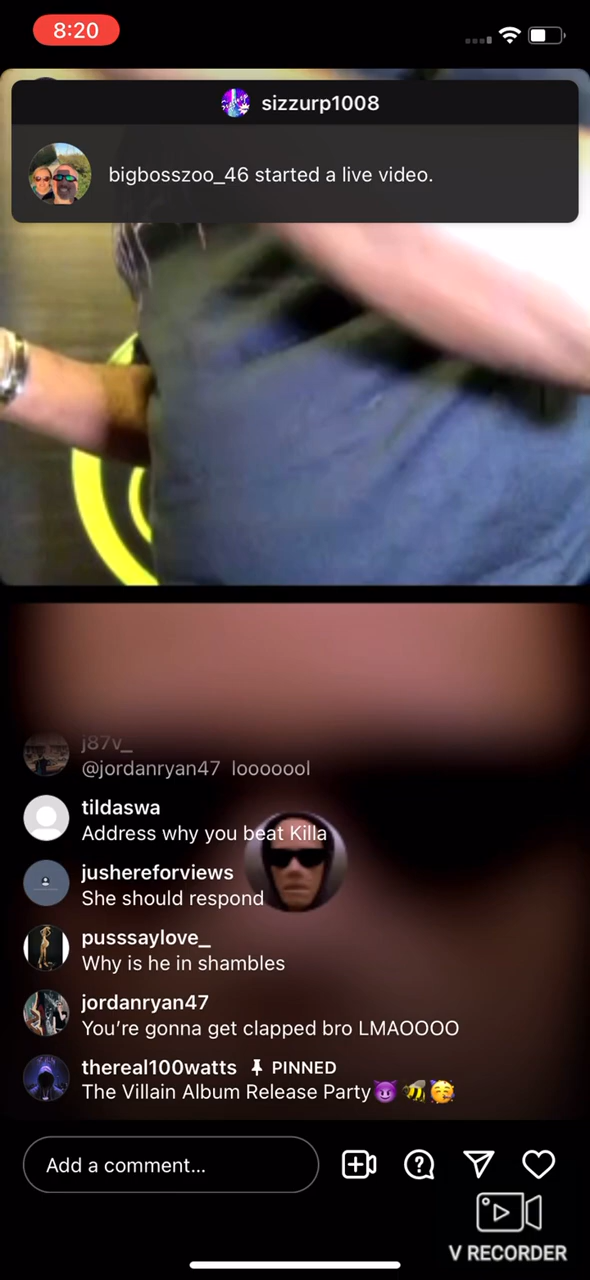 8:20
sizzurp1008
bigbosszoo_46 started a live video.
j87v_
@jordanryan47 looooool
tildaswa
Address why you beat Killa
jushereforviews
She should respond
pusssaylove_
Why is he in shambles
jordanryan47
You’re gonna get clapped bro LMAOOOO
thereal100watts PINNED
The Villain Album Release Party😈 🐝🥳
Add a comment...
V RECORDER